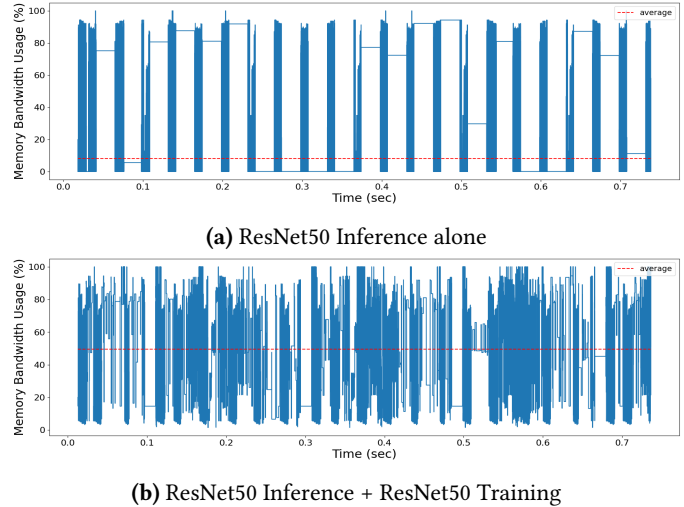 100
80
60
40
20
0
Memory Bandwidth Usage (%)
average
0.0 0.1 0.2 0.3 0.4 0.5 0.6 0.7
Time (sec)
(a) ResNet50 Inference alone
100
80
60
40
20
0
Memory Bandwidth Usage (%)
average
0.0 0.1 0.2 0.3 0.4 0.5 0.6 0.7
Time (sec)
(b) ResNet50 Inference + ResNet50 Training